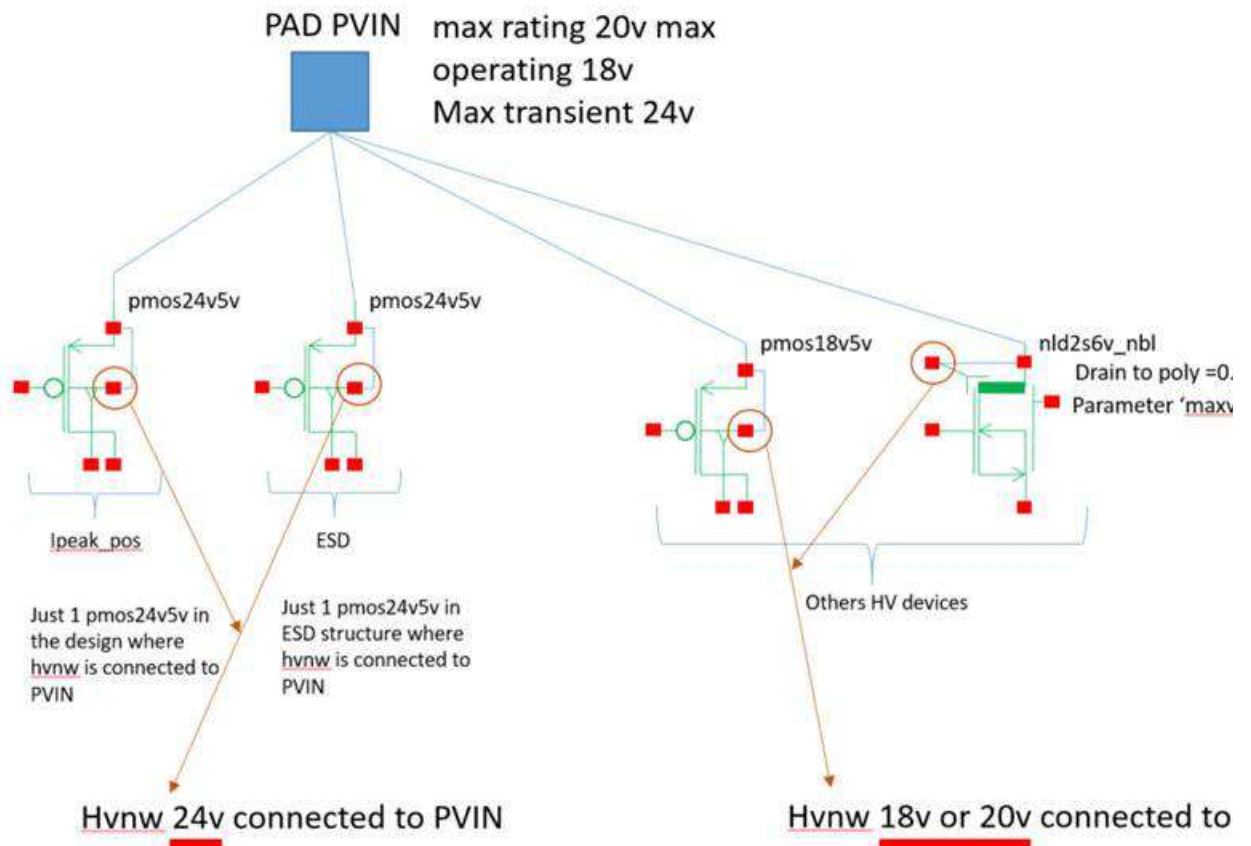 PAD PVIN
max rating 20v max
operating 18v
Max transient 24v
pmos24v5v
pmos24v5v
pmos18v5v
nld2s6v_nbl
Drain to poly =0.
Parameter ‘maxv
Ipeak_pos
ESD
Others HV devices
Just 1 pmos24v5v in
the design where
hvnw is connected to
PVIN
Just 1 pmos24v5v in
ESD structure where
hvnw is connected to
PVIN
Hvnw 24v connected to PVIN
Hvnw 18v or 20v connected to